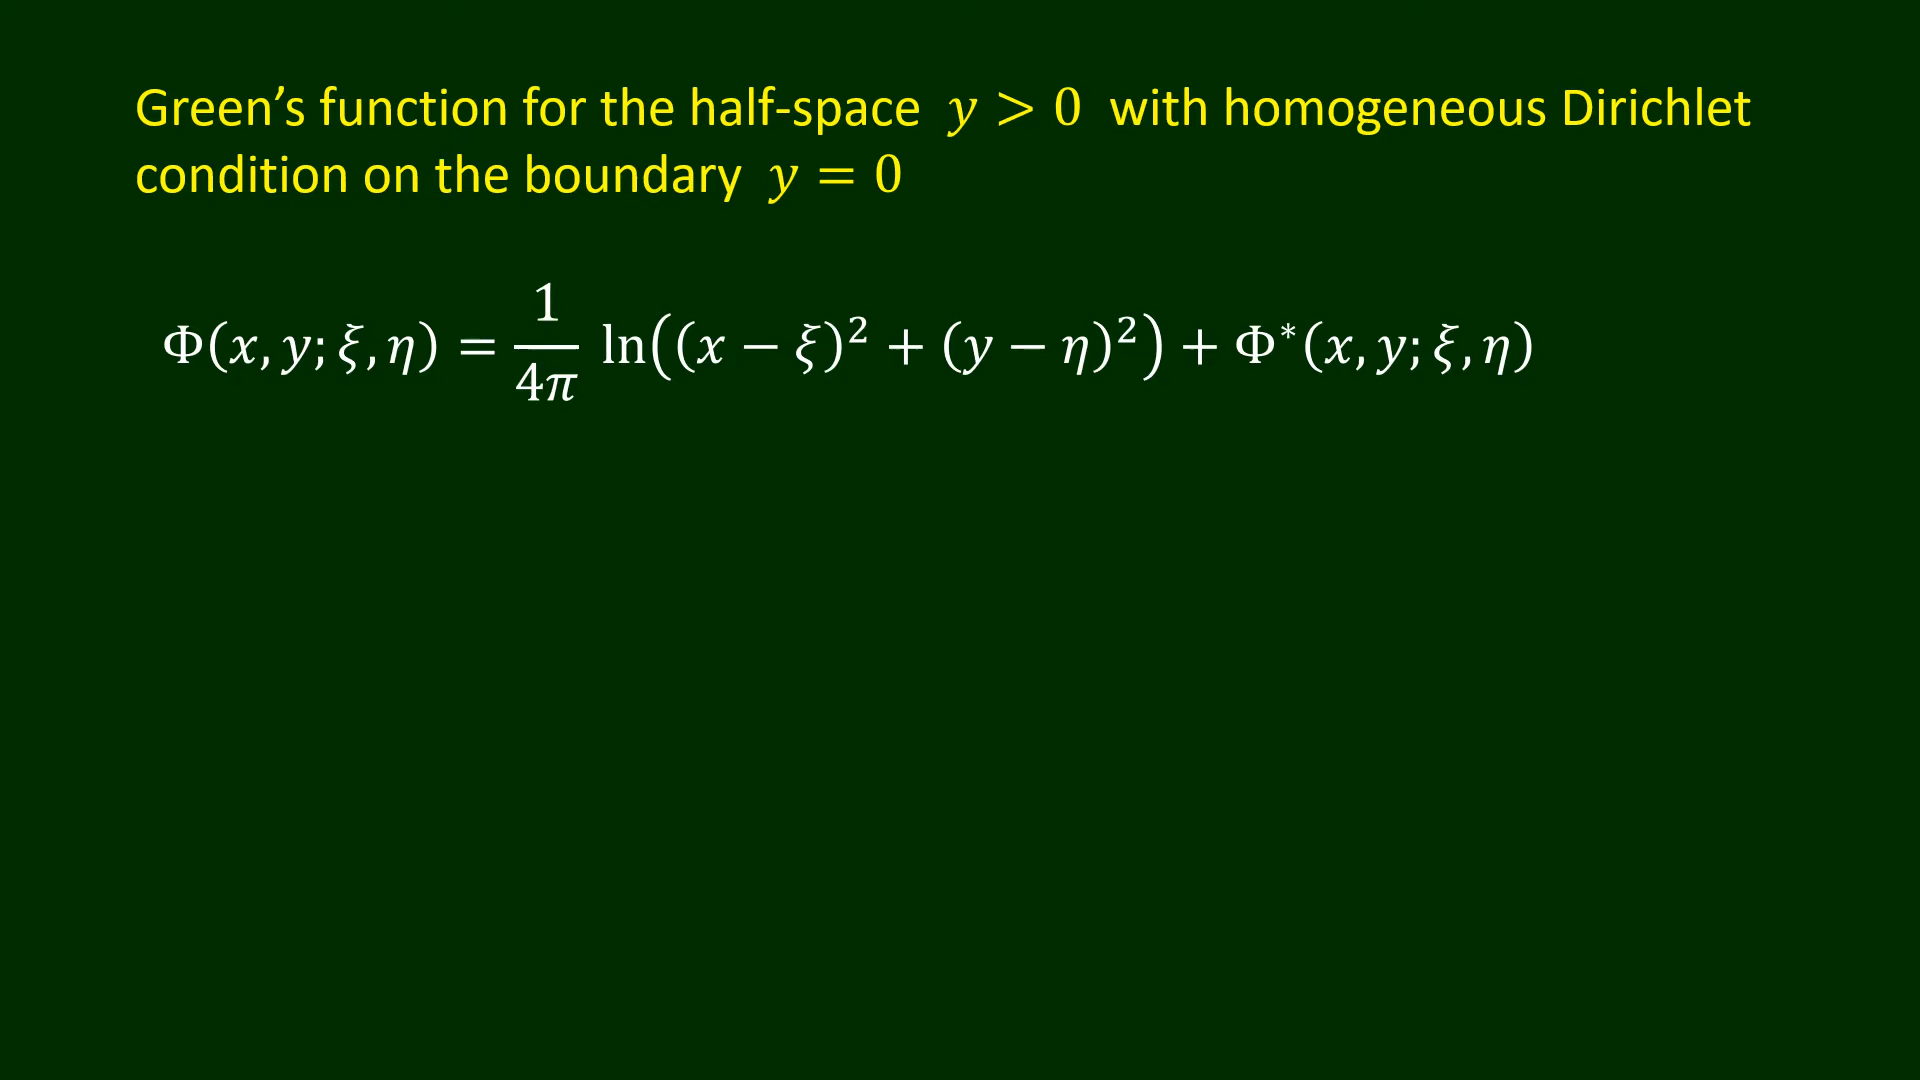 Green’s function for the half-space y > 0 with homogeneous Dirichlet
condition on the boundary y = 0
Φ(x, y; ξ, η) = \frac{1}{4π} ln((x − ξ)² + (y − η)²) + Φ*(x, y; ξ, η)